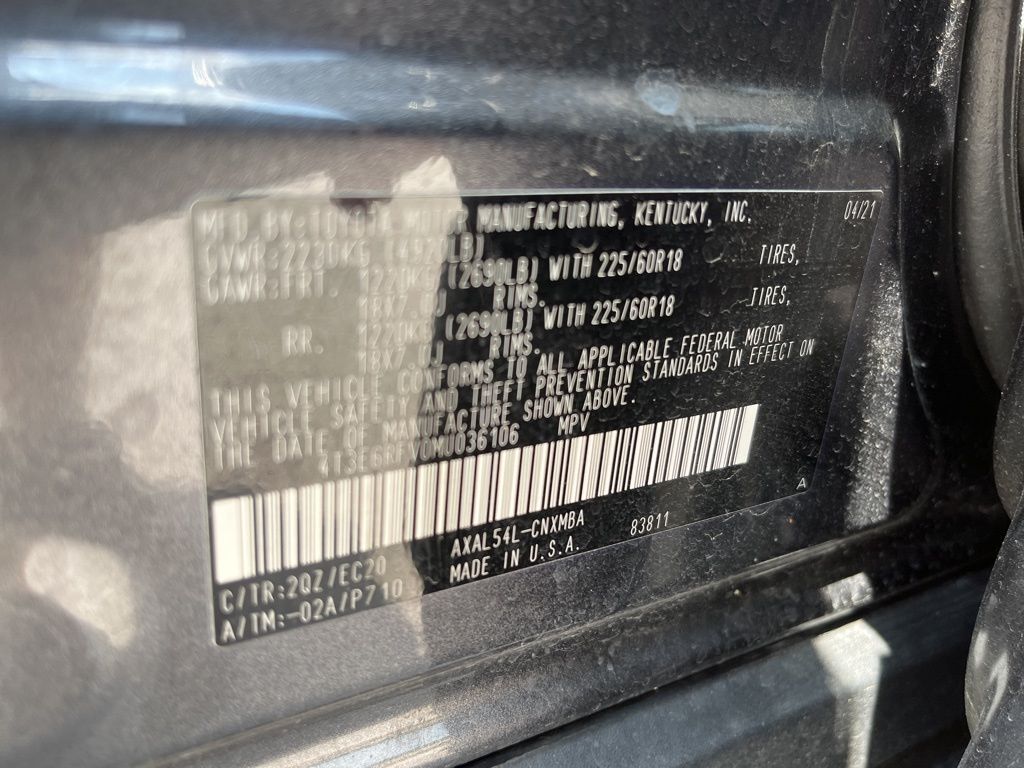 MFD BY:TOYOTA MOTOR MANUFACTURING, KENTUCKY, INC. 04/21
GVWR:2230KG (4920LB)
GAWR:FRT. 1220KG (2690LB) WITH 225/60R18 TIRES,
18X7.0J RIMS.
RR. 1220KG (2690LB) WITH 225/60R18 TIRES,
18X7.0J RIMS.
THIS VEHICLE CONFORMS TO ALL APPLICABLE FEDERAL MOTOR
VEHICLE SAFETY AND THEFT PREVENTION STANDARDS IN EFFECT ON
THE DATE OF MANUFACTURE SHOWN ABOVE.
MPV
A
AXAL54L-CNXMBA 83811
C/TR:2QZ/EC20 MADE IN U.S.A.
A/TM:-02A/P710